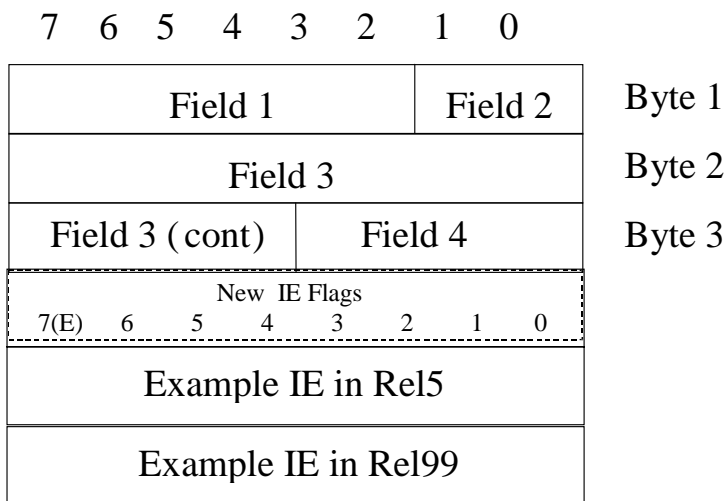 7 6 5 4 3 2 1 0
Field 1 Field 2 Byte 1
Field 3 Byte 2
Field 3 (cont) Field 4 Byte 3
New IE Flags
7(E) 6 5 4 3 2 1 0
Example IE in Rel5
Example IE in Rel99